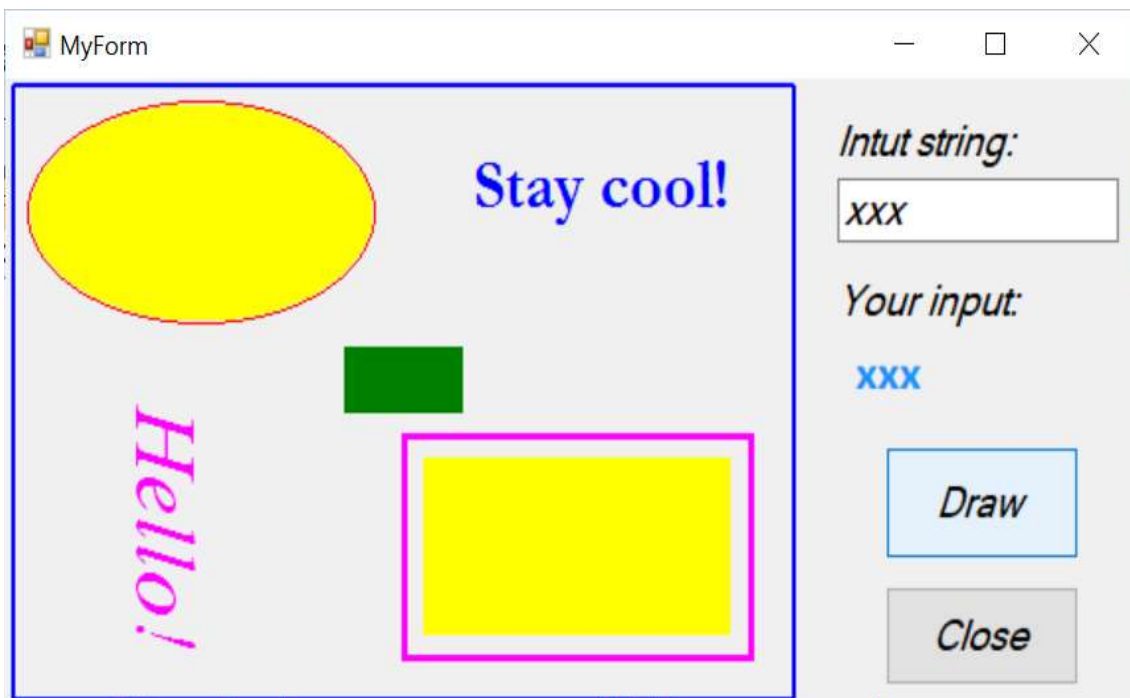 MyForm
Stay cool!
Hello!
Intut string:
xxx
Your input:
xxx
Draw
Close